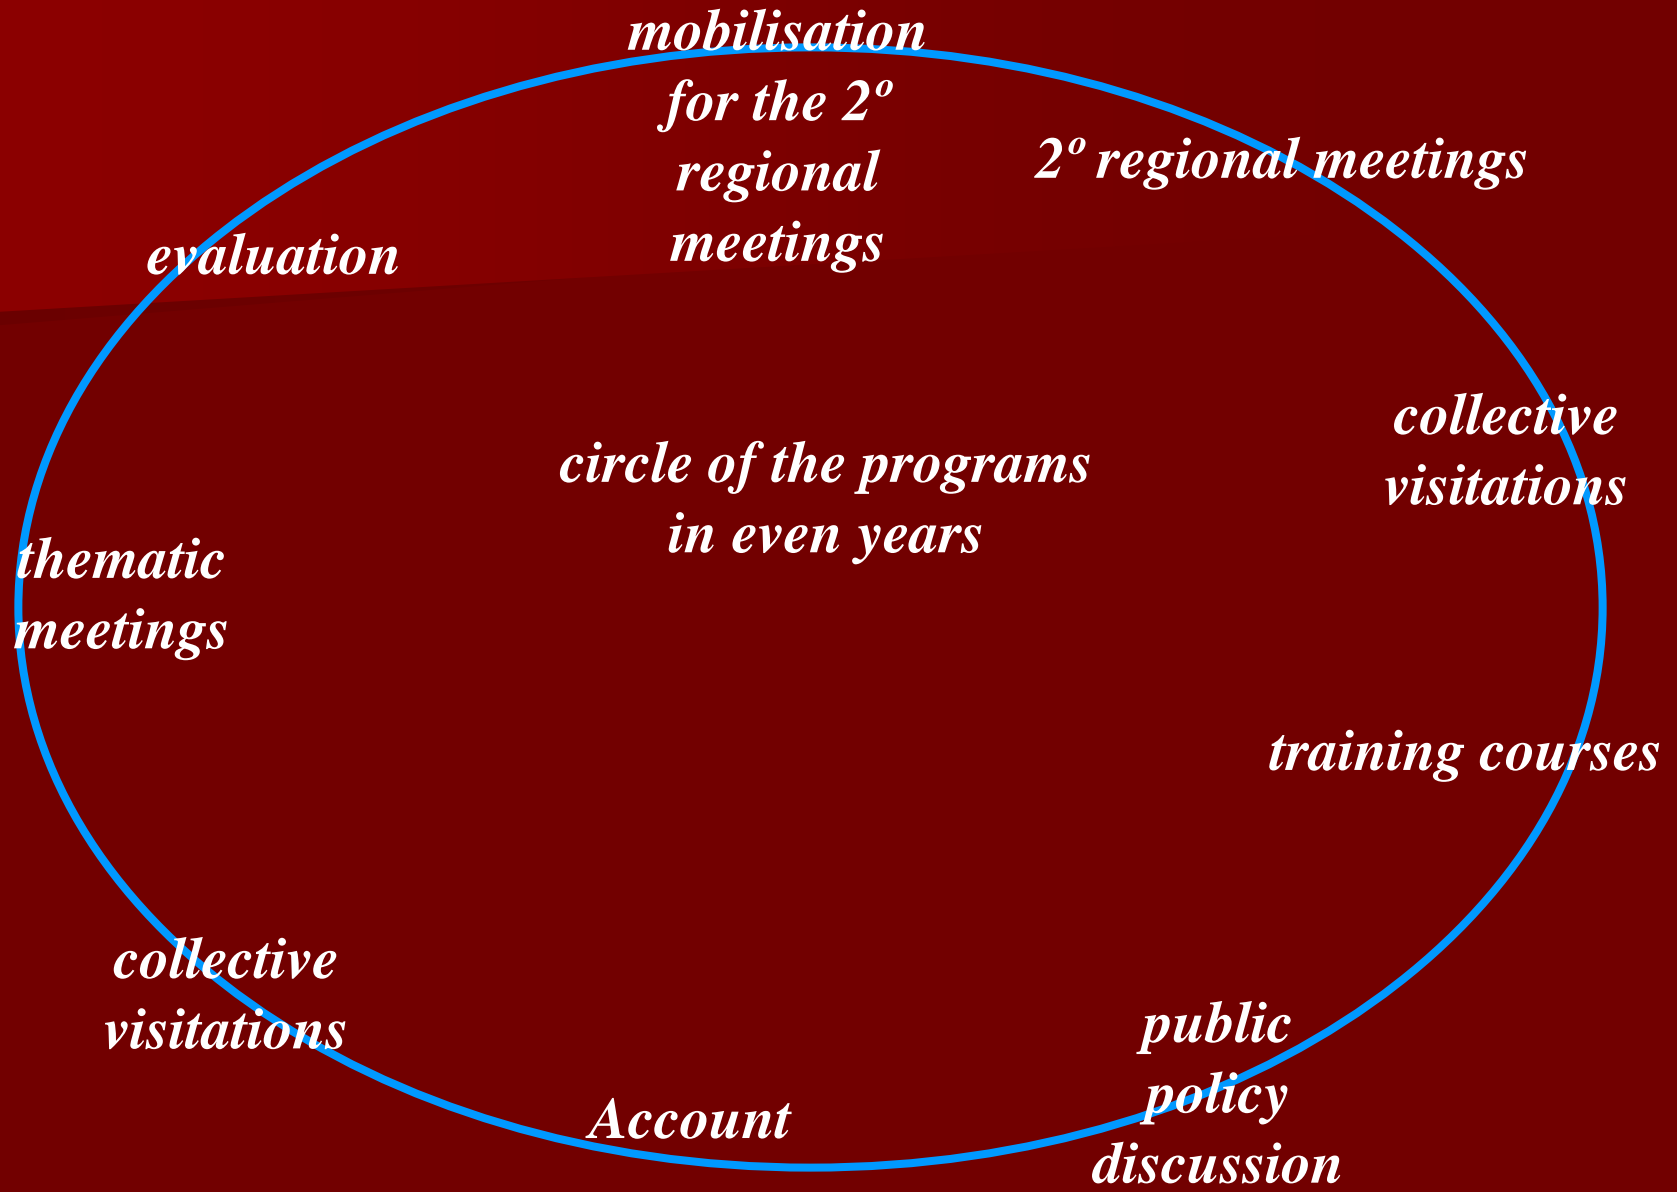 mobilisation
for the 2º
regional
meetings
2º regional meetings
evaluation
collective
visitations
circle of the programs
in even years
thematic
meetings
training courses
collective
visitations
public
policy
discussion
Account